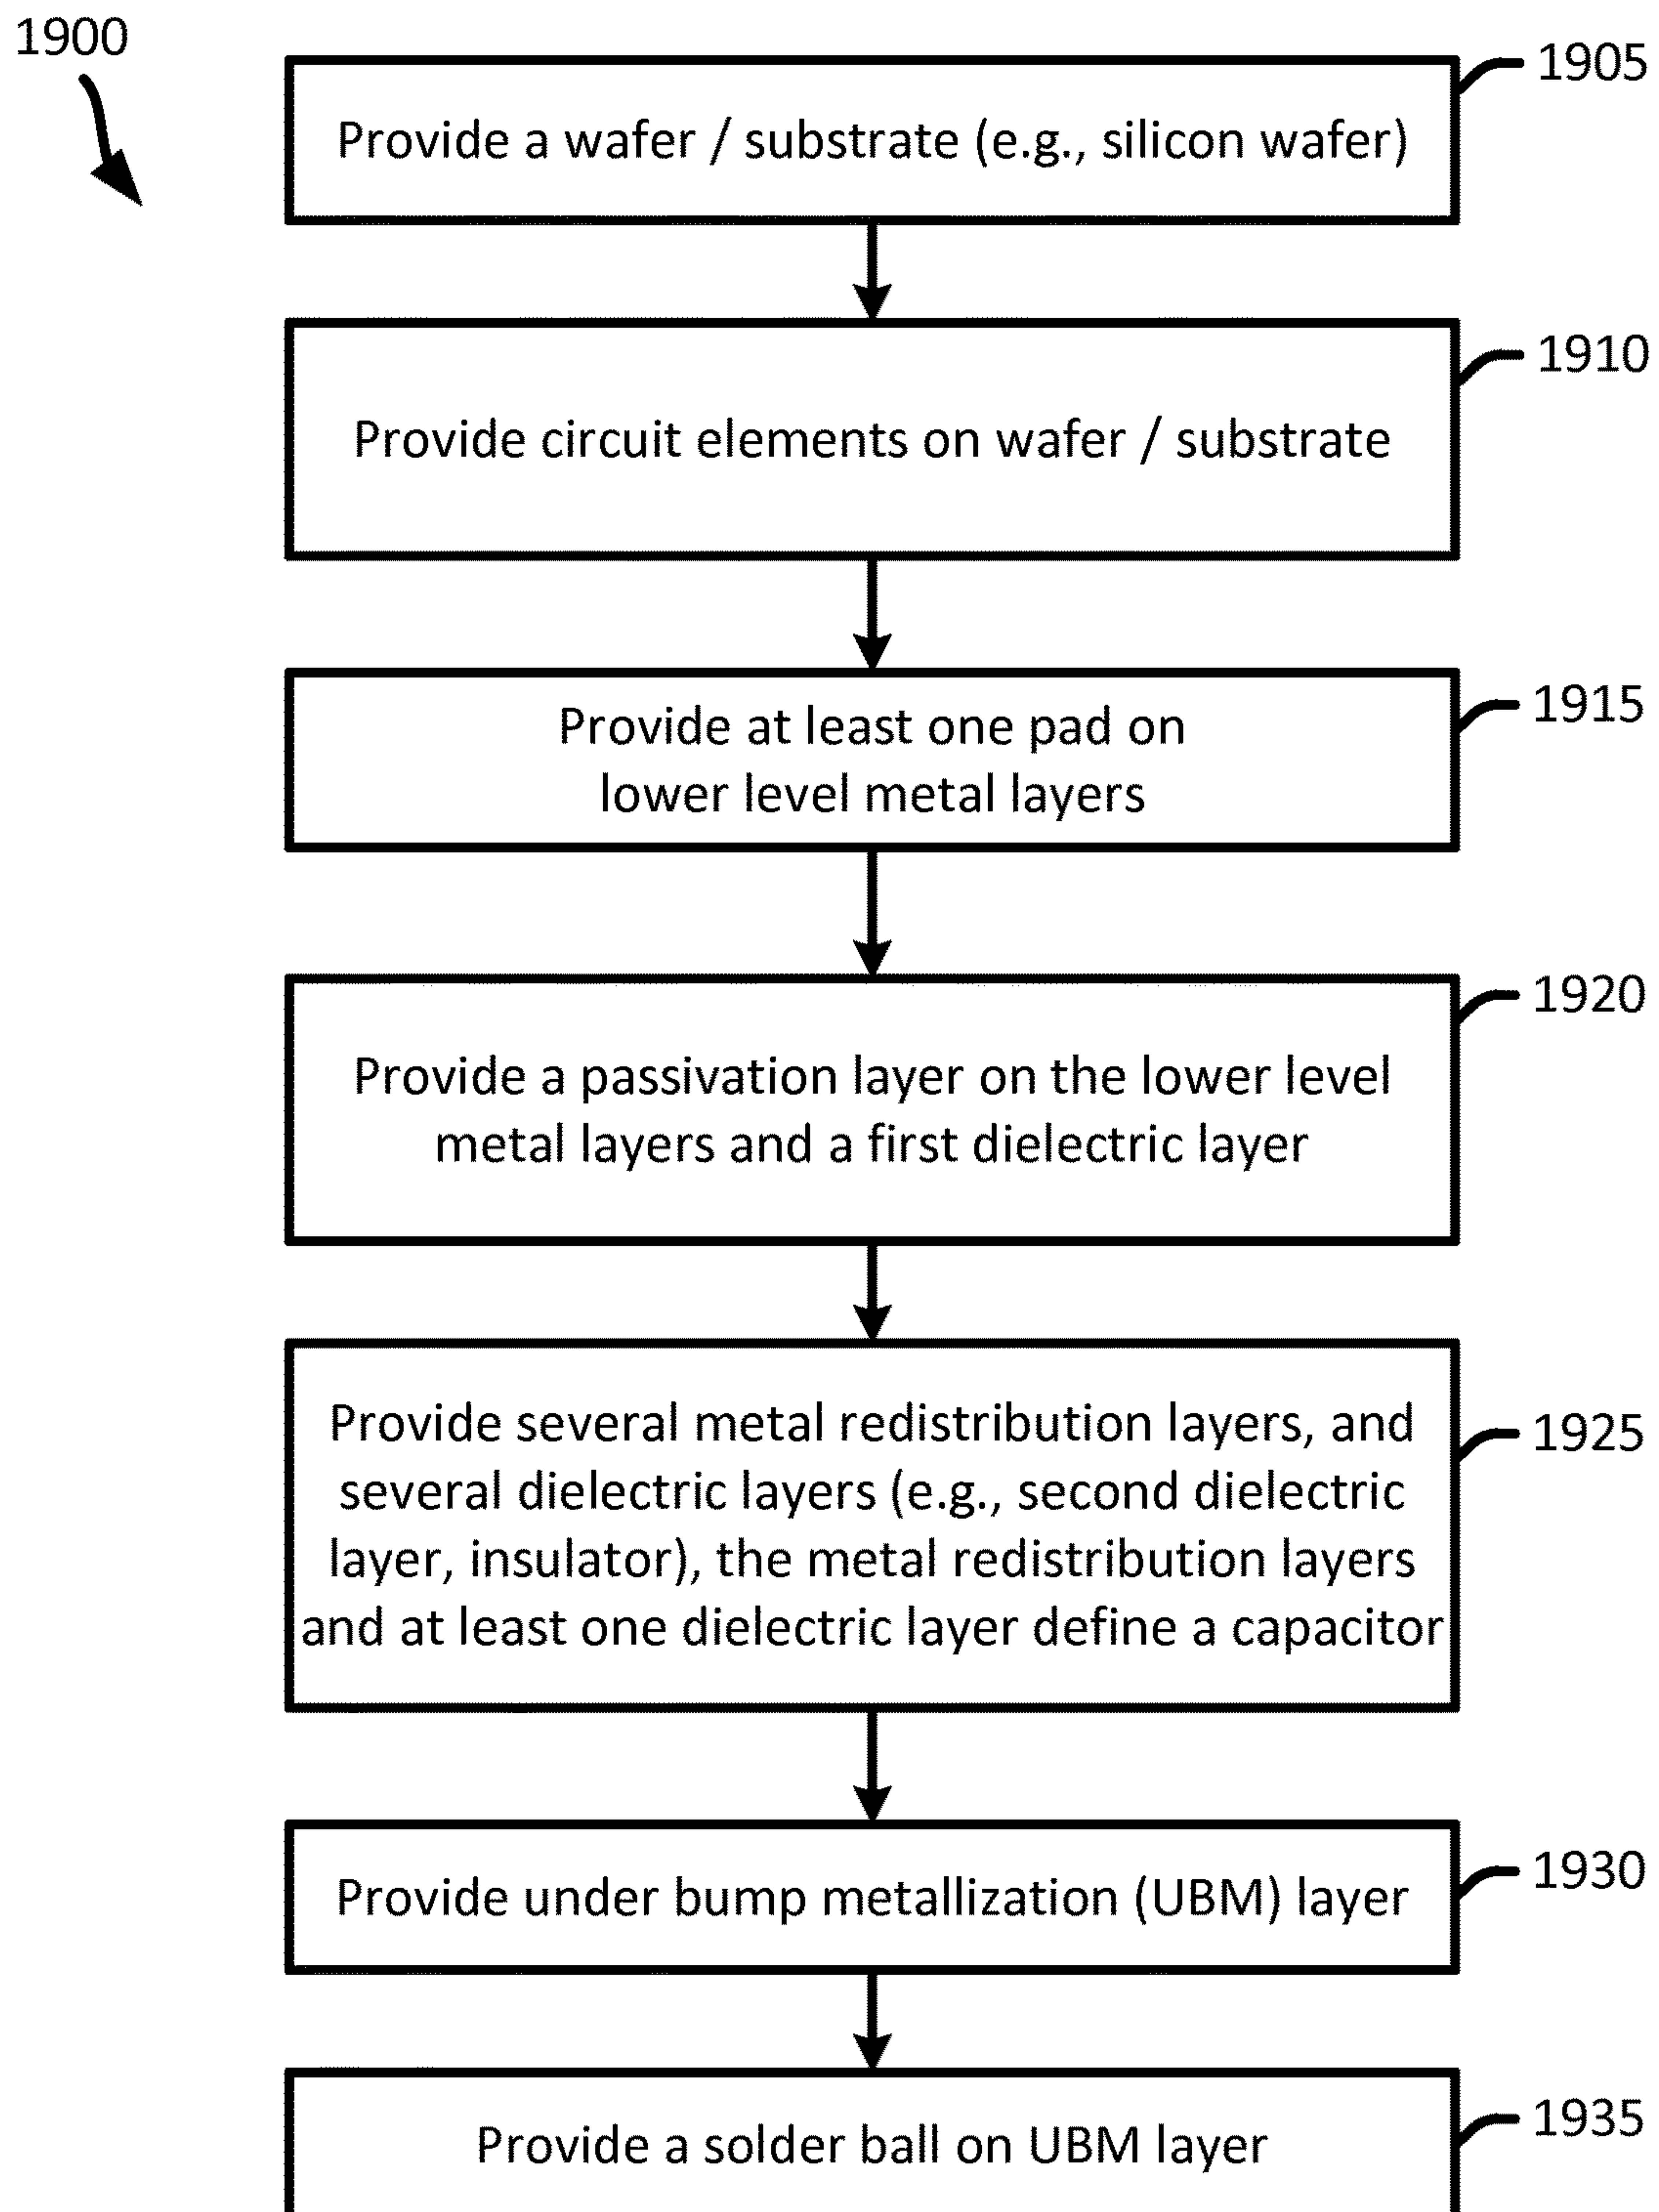 1900
1905
Provide a wafer / substrate (e.g., silicon wafer)
1910
Provide circuit elements on wafer / substrate
1915
Provide at least one pad on
lower level metal layers
1920
Provide a passivation layer on the lower level
metal layers and a first dielectric layer
1925
Provide several metal redistribution layers, and
several dielectric layers (e.g., second dielectric
layer, insulator), the metal redistribution layers
and at least one dielectric layer define a capacitor
1930
Provide under bump metallization (UBM) layer
1935
Provide a solder ball on UBM layer